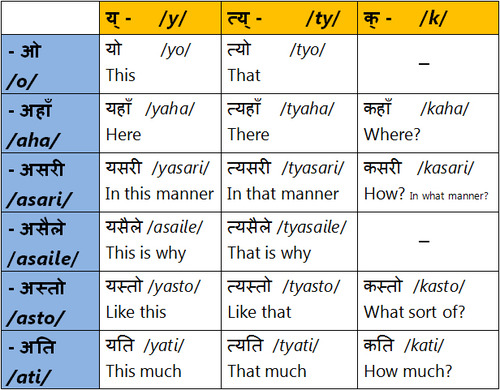 य् - /y/ त्य् - /ty/ क् - /k/
- ओ यो /yo/ त्यो /tyo/ –
/o/ This That
- अहाँ यहाँ /yaha/ त्यहाँ /tyaha/ कहाँ /kaha/
/aha/ Here There Where?
- असरी यसरी /yasari/ त्यसरी /tyasari/ कसरी /kasari/
/asari/ In this manner In that manner How? In what manner?
- असैले यसैले /asaile/ त्यसैले /tyasaile/ –
/asaile/ This is why That is why
- अस्तो यस्तो /yasto/ त्यस्तो /tyasto/ कस्तो /kasto/
/asto/ Like this Like that What sort of?
- अति यति /yati/ त्यति /tyati/ कति /kati/
/ati/ This much That much How much?